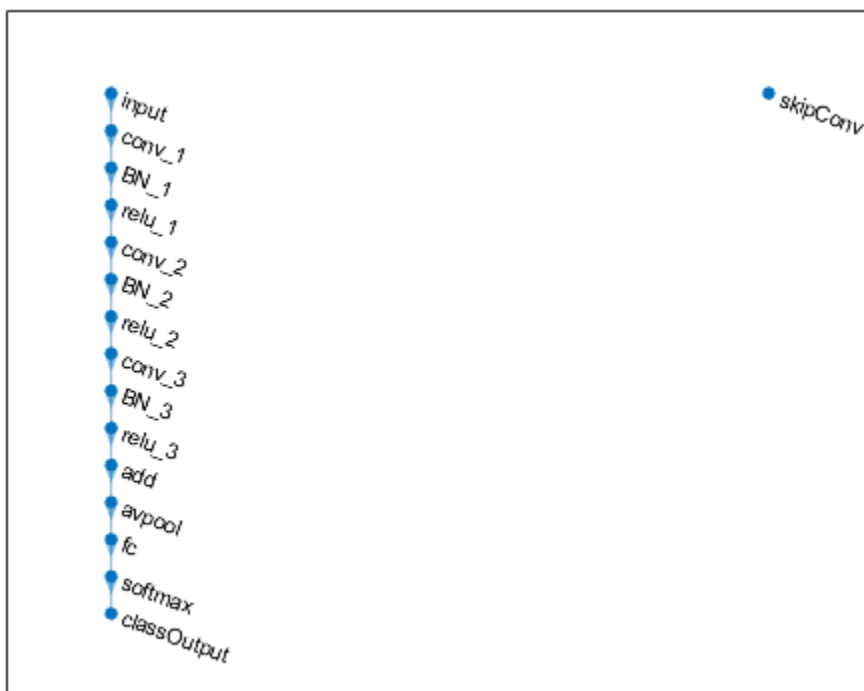 input
skipConv
conv_1
BN_1
relu_1
conv_2
BN_2
relu_2
conv_3
BN_3
relu_3
add
avpool
fc
softmax
classOutput